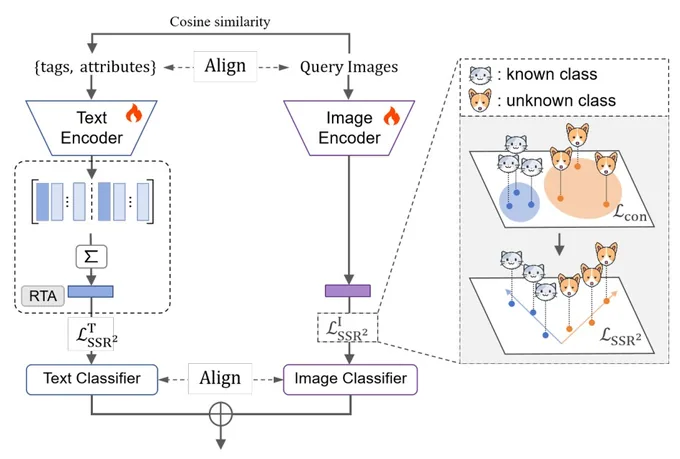 Cosine similarity
{tags, attributes}
Align
Query Images
Text
Encoder
Image
Encoder
Σ
RTA
ℒᵀSSR²
ℒᴵSSR²
Text Classifier
Align
Image Classifier
: known class
: unknown class
ℒcon
ℒSSR²